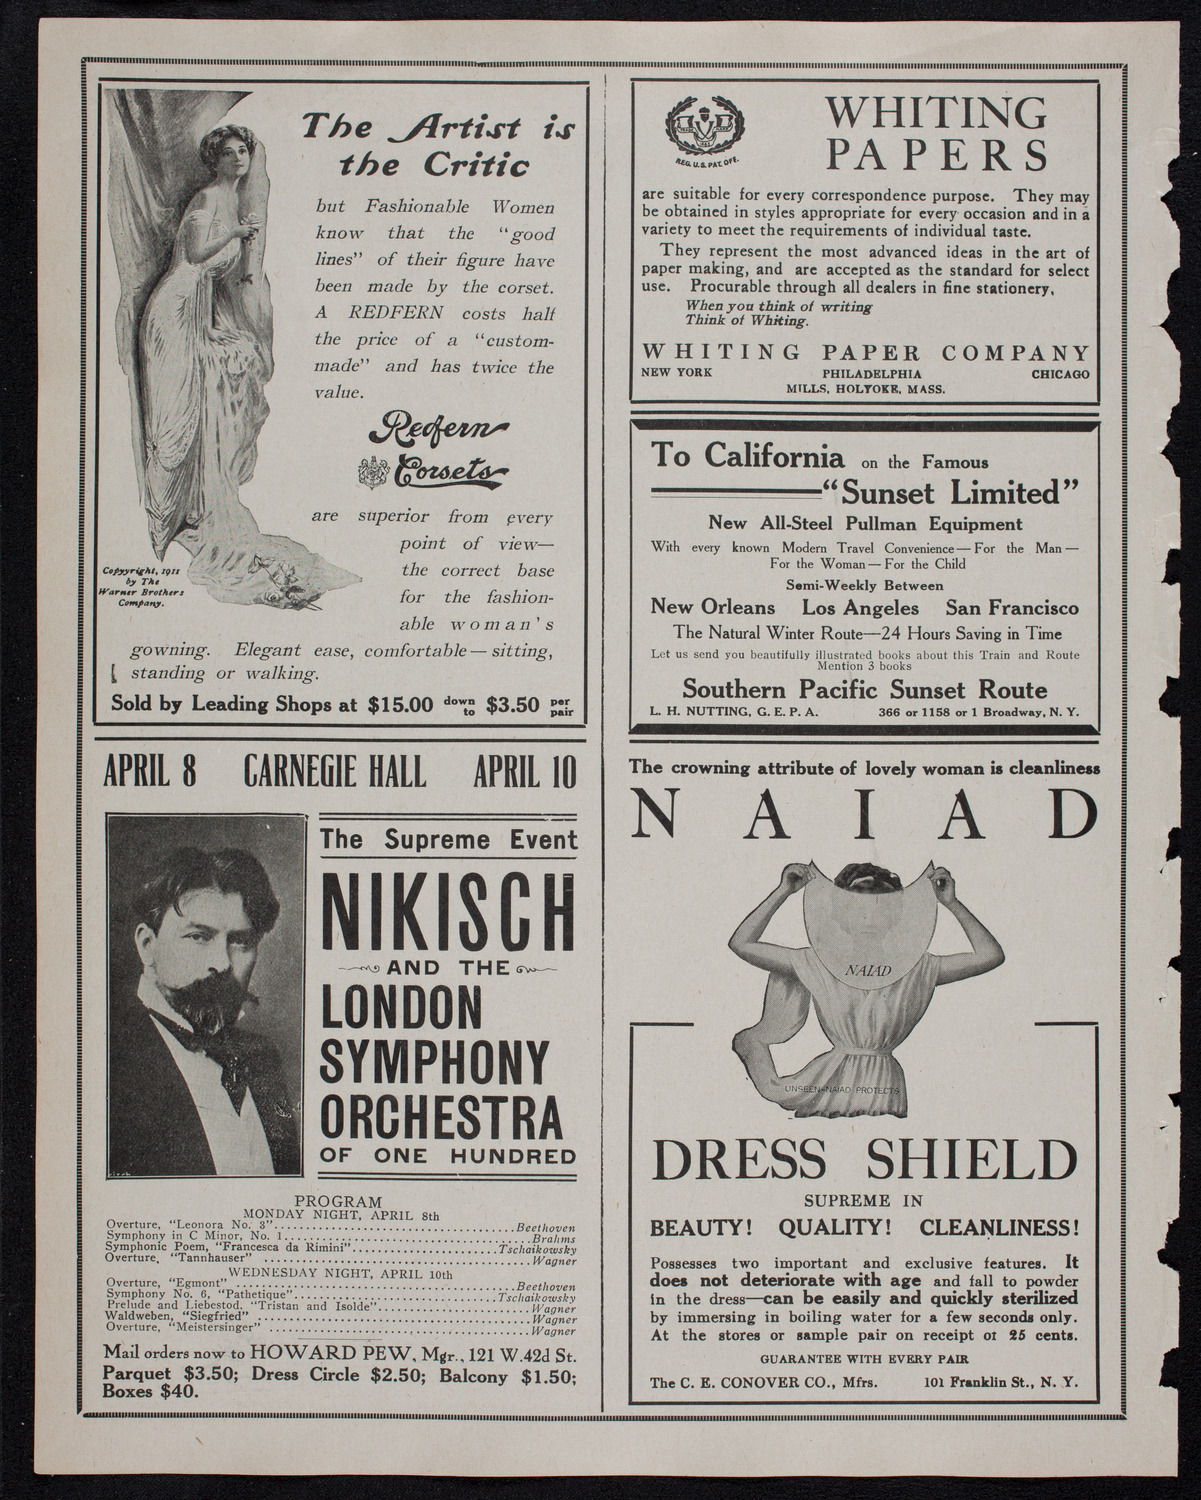 The Artist is
the Critic
but Fashionable Women
know that the "good
lines" of their figure have
been made by the corset.
A REDFERN costs half
the price of a "custom-
made" and has twice the
value.
Redfern
Corsets
are superior from every
point of view—
the correct base
for the fashion-
able woman's
gowning. Elegant ease, comfortable—sitting,
standing or walking.
Copyright, 1911
by The
Warner Brothers
Company.
Sold by Leading Shops at $15.00 down to $3.50 per pair
APRIL 8 CARNEGIE HALL APRIL 10
The Supreme Event
NIKISCH
AND THE
LONDON
SYMPHONY
ORCHESTRA
OF ONE HUNDRED
PROGRAM
MONDAY NIGHT, APRIL 8th
Overture, "Leonora No. 3"........Beethoven
Symphony in C Minor, No. 1........Brahms
Symphonic Poem, "Francesca da Rimini"........Tschaikowsky
Overture, "Tannhauser"........Wagner
WEDNESDAY NIGHT, APRIL 10th
Overture, "Egmont"........Beethoven
Symphony No. 6, "Pathetique"........Tschaikowsky
Prelude and Liebestod, "Tristan and Isolde"........Wagner
Waldweben, "Siegfried"........Wagner
Overture, "Meistersinger"........Wagner
Mail orders now to HOWARD PEW, Mgr., 121 W. 42d St.
Parquet $3.50; Dress Circle $2.50; Balcony $1.50;
Boxes $40.
REG. U.S. PAT. OFF.
WHITING
PAPERS
are suitable for every correspondence purpose. They may
be obtained in styles appropriate for every occasion and in a
variety to meet the requirements of individual taste.
They represent the most advanced ideas in the art of
paper making, and are accepted as the standard for select
use. Procurable through all dealers in fine stationery,
When you think of writing
Think of Whiting.
WHITING PAPER COMPANY
NEW YORK PHILADELPHIA CHICAGO
MILLS, HOLYOKE, MASS.
To California on the Famous
"Sunset Limited"
New All-Steel Pullman Equipment
With every known Modern Travel Convenience—For the Man—
For the Woman—For the Child
Semi-Weekly Between
New Orleans Los Angeles San Francisco
The Natural Winter Route—24 Hours Saving in Time
Let us send you beautifully illustrated books about this Train and Route
Mention 3 books
Southern Pacific Sunset Route
L. H. NUTTING, G. E. P. A. 366 or 1158 or 1 Broadway, N. Y.
The crowning attribute of lovely woman is cleanliness
NAIAD
NAIAD
UNSEEN-NAIAD PROTECTS
DRESS SHIELD
SUPREME IN
BEAUTY! QUALITY! CLEANLINESS!
Possesses two important and exclusive features. It
does not deteriorate with age and fall to powder
in the dress—can be easily and quickly sterilized
by immersing in boiling water for a few seconds only.
At the stores or sample pair on receipt of 25 cents.
GUARANTEE WITH EVERY PAIR
The C. E. CONOVER CO., Mfrs. 101 Franklin St., N. Y.